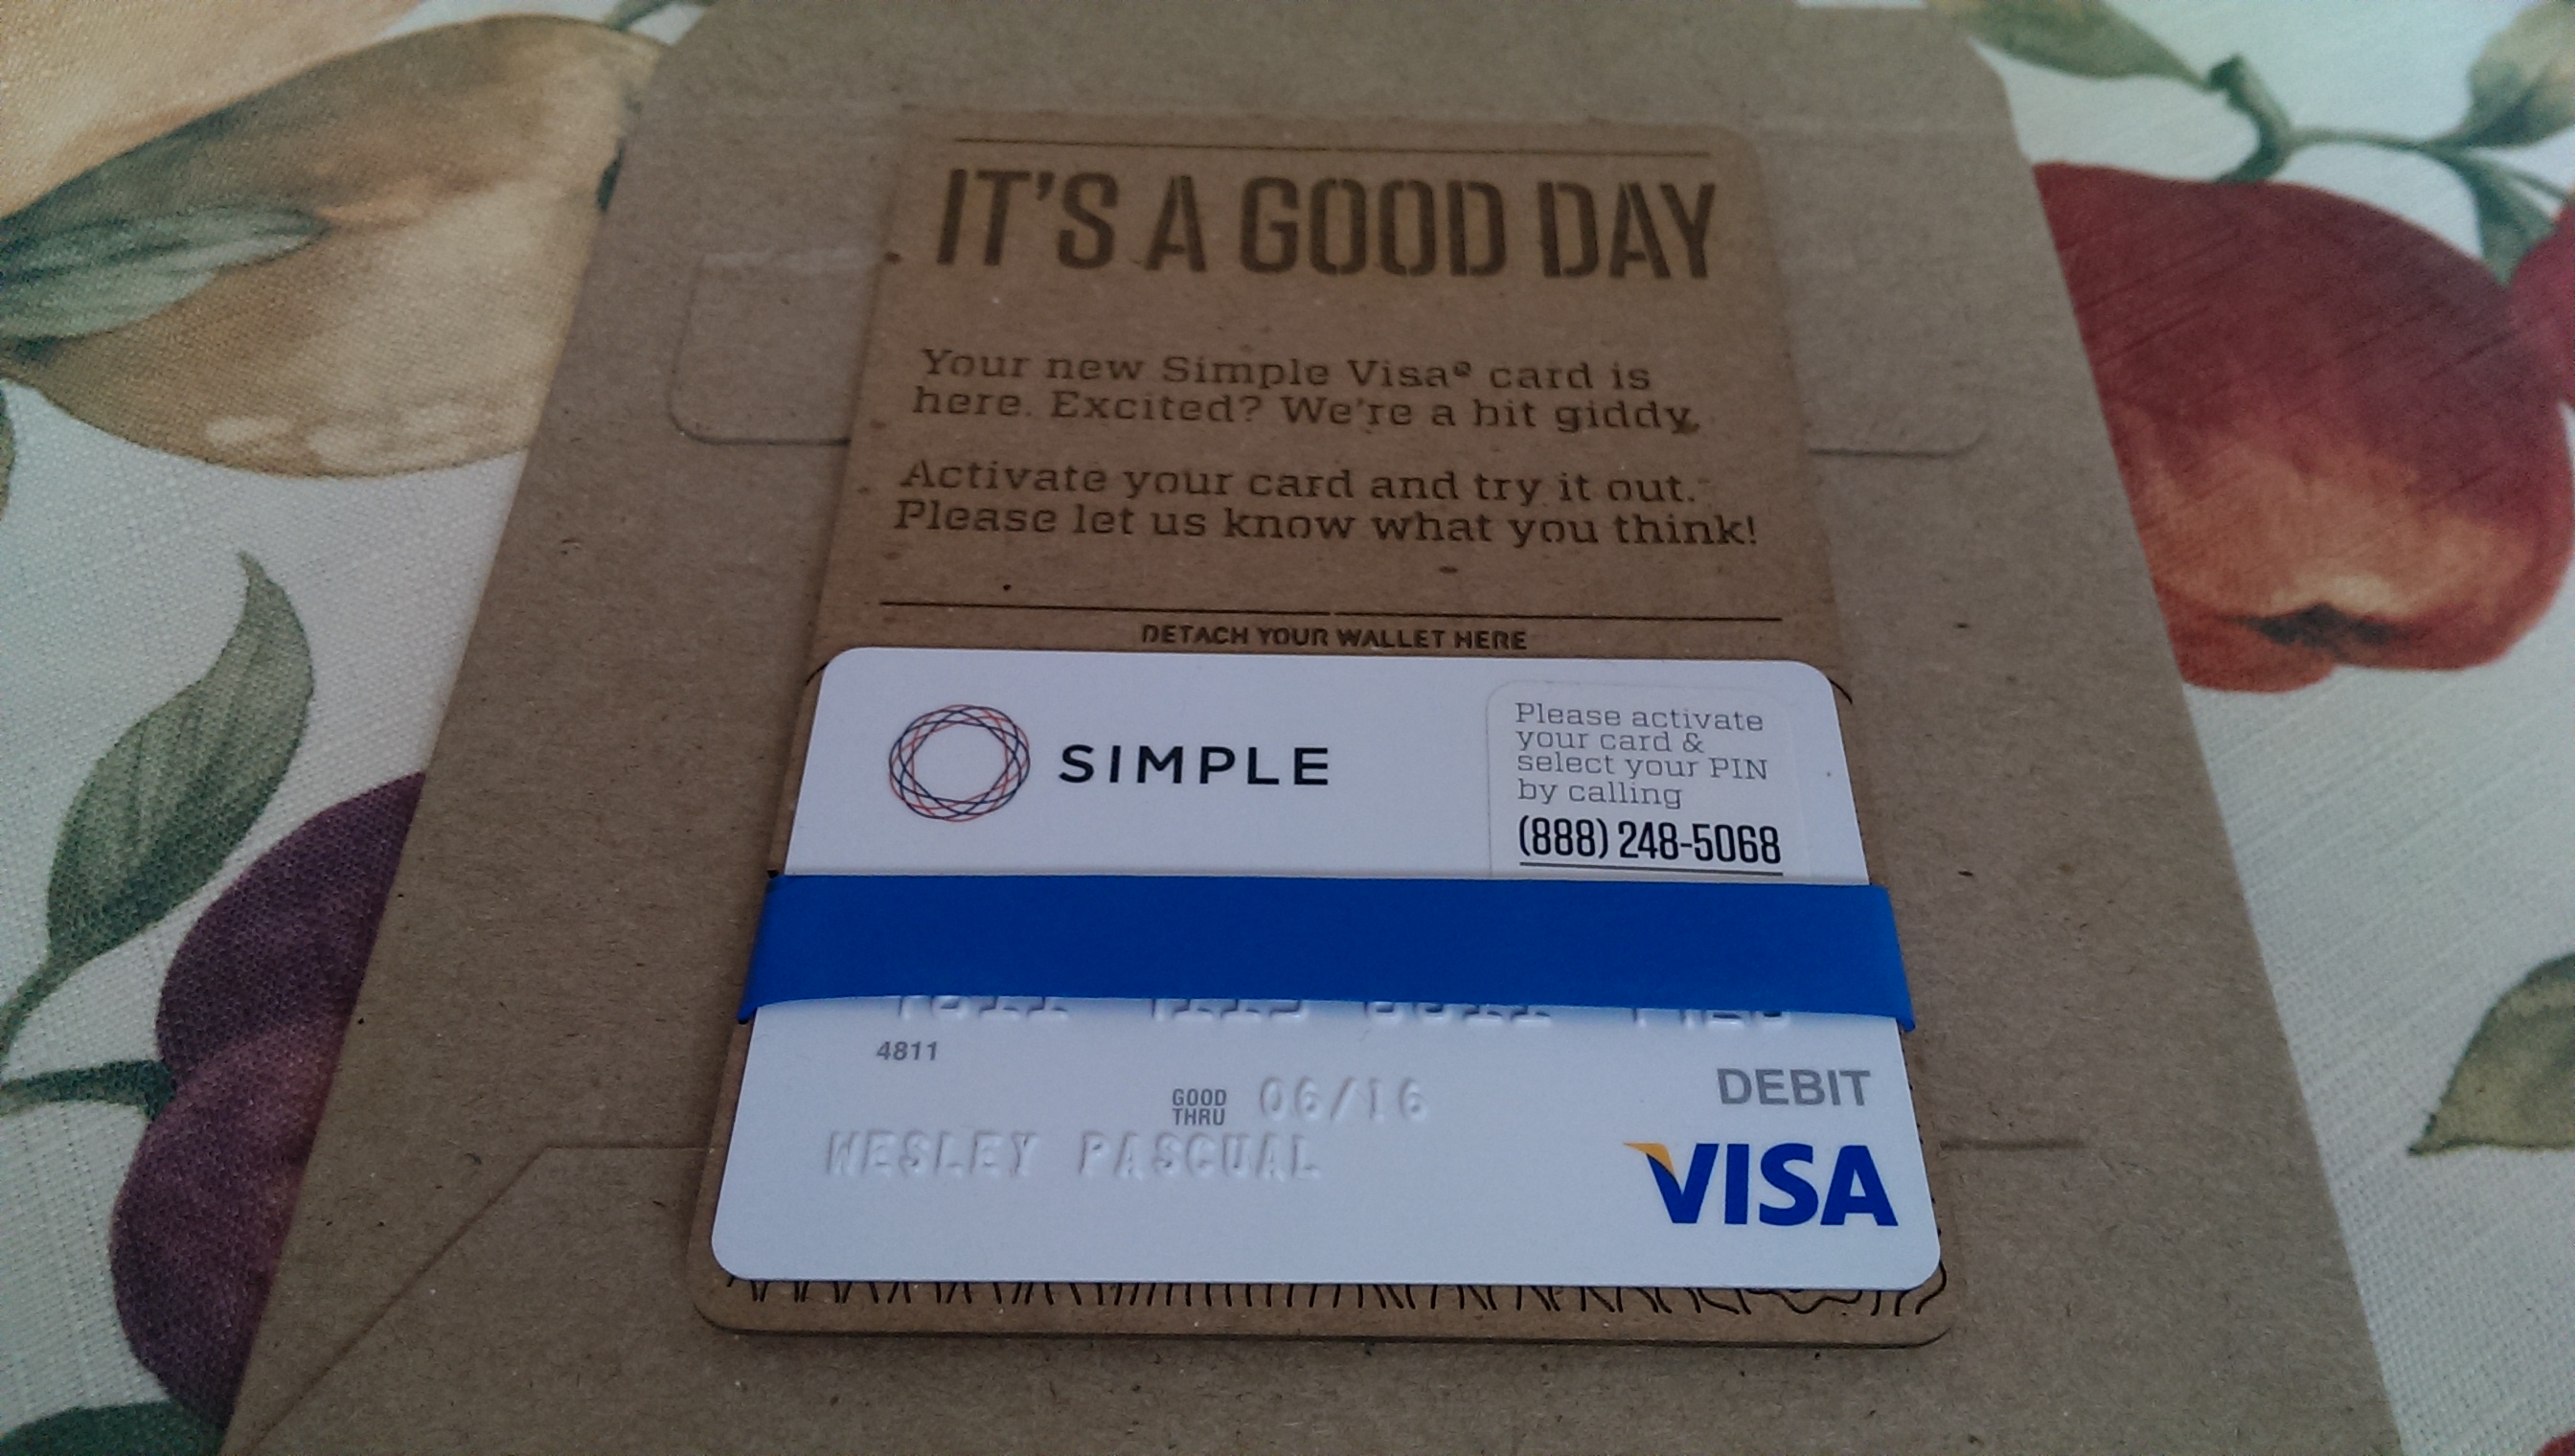 IT'S A GOOD DAY
Your new Simple Visa® card is
here. Excited? We're a bit giddy.
Activate your card and try it out.
Please let us know what you think!
DETACH YOUR WALLET HERE
SIMPLE
Please activate
your card &
select your PIN
by calling
(888) 248-5068
4811
GOOD
THRU
06/16
DEBIT
WESLEY PASCUAL
VISA